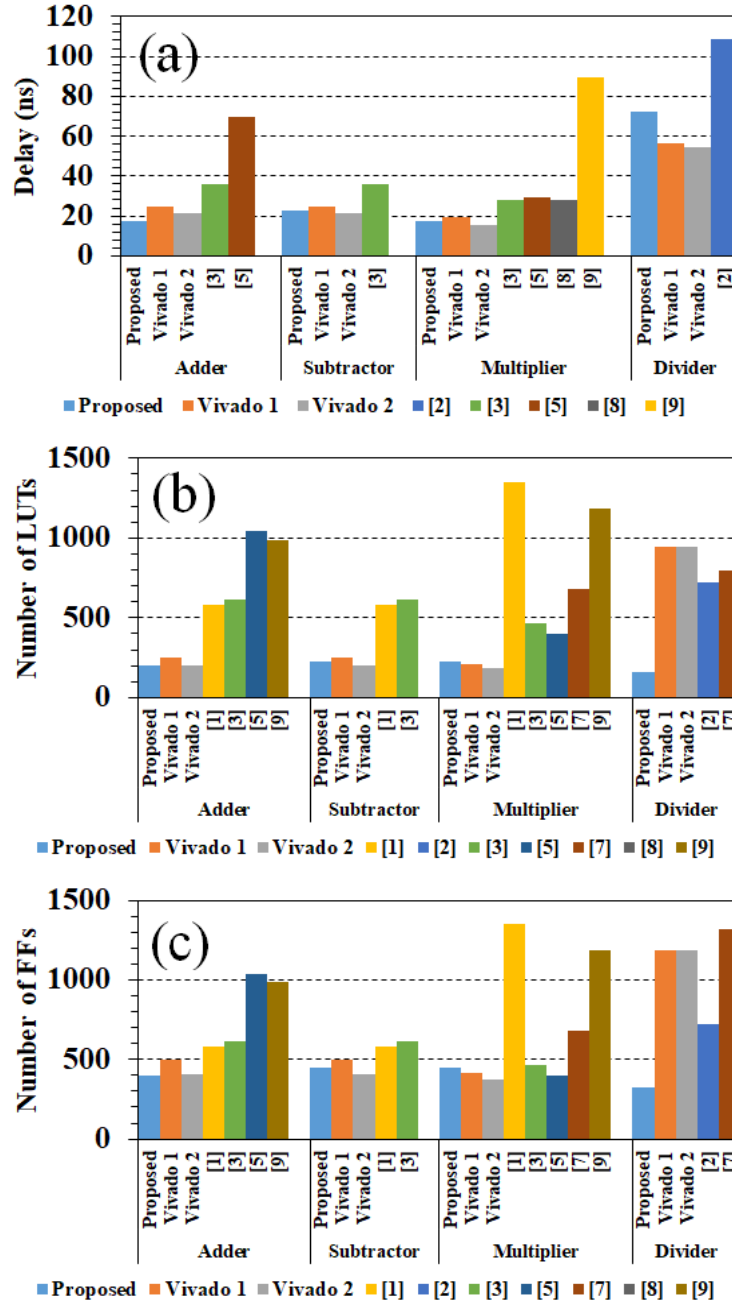 (a)
Delay (ns)
120
100
80
60
40
20
0
Proposed Vivado 1 Vivado 2 [3] [5] Proposed Vivado 1 Vivado 2 [3] Proposed Vivado 1 Vivado 2 [3] [5] [8] [9] Porposed Vivado 1 Vivado 2 [2]
Adder Subtractor Multiplier Divider
Proposed Vivado 1 Vivado 2 [2] [3] [5] [8] [9]
(b)
Number of LUTs
1500
1000
500
0
Proposed Vivado 1 Vivado 2 [1] [3] [5] [9] Proposed Vivado 1 Vivado 2 [1] [3] Proposed Vivado 1 Vivado 2 [1] [3] [5] [7] [9] Proposed Vivado 1 Vivado 2 [2] [7]
Adder Subtractor Multiplier Divider
Proposed Vivado 1 Vivado 2 [1] [2] [3] [5] [7] [8] [9]
(c)
Number of FFs
1500
1000
500
0
Proposed Vivado 1 Vivado 2 [1] [3] [5] [9] Proposed Vivado 1 Vivado 2 [1] [3] Proposed Vivado 1 Vivado 2 [1] [3] [5] [7] [9] Proposed Vivado 1 Vivado 2 [2] [7]
Adder Subtractor Multiplier Divider
Proposed Vivado 1 Vivado 2 [1] [2] [3] [5] [7] [8] [9]